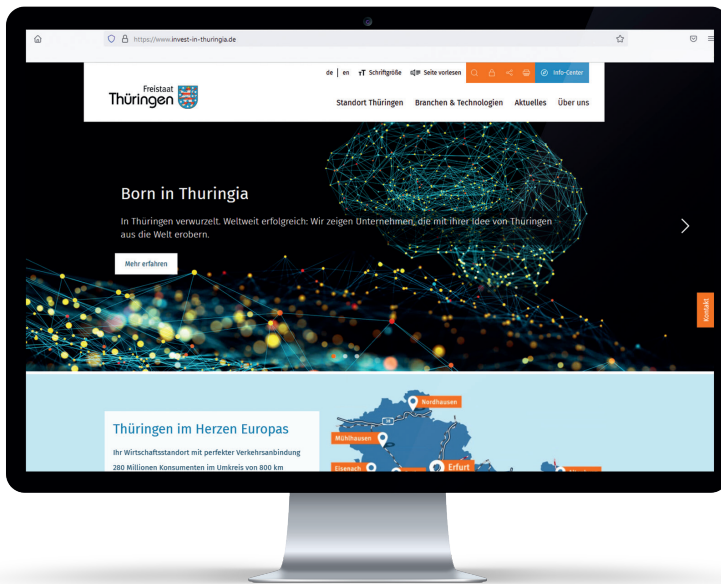 https://www.invest-in-thuringia.de
de | en TT Schriftgröße Seite vorlesen Info-Center
Freistaat
Thüringen
Standort Thüringen Branchen & Technologien Aktuelles Über uns
Born in Thuringia
In Thüringen verwurzelt. Weltweit erfolgreich: Wir zeigen Unternehmen, die mit ihrer Idee von Thüringen
aus die Welt erobern.
Mehr erfahren
Kontakt
Thüringen im Herzen Europas
Ihr Wirtschaftsstandort mit perfekter Verkehrsanbindung
280 Millionen Konsumenten im Umkreis von 800 km
Nordhausen
Mühlhausen
Eisenach
Erfurt